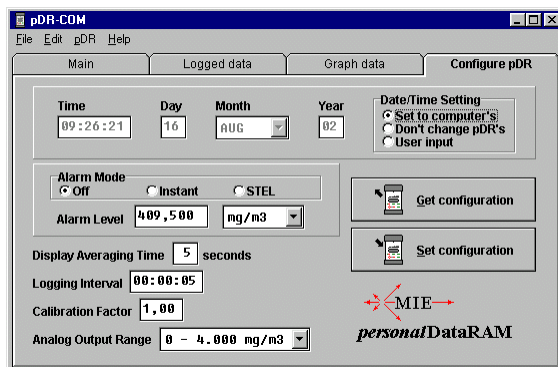 pDR-COM
File Edit pDR Help
Main Logged data Graph data Configure pDR
Time Day Month Year
09:26:21 16 AUG 02
Date/Time Setting
Set to computer's
Don't change pDR's
User input
Alarm Mode
Off Instant STEL
Alarm Level 409,500 mg/m3
Get configuration
Set configuration
Display Averaging Time 5 seconds
Logging Interval 00:00:05
Calibration Factor 1,00
Analog Output Range 0 - 4.000 mg/m3
MIE
personalDataRAM